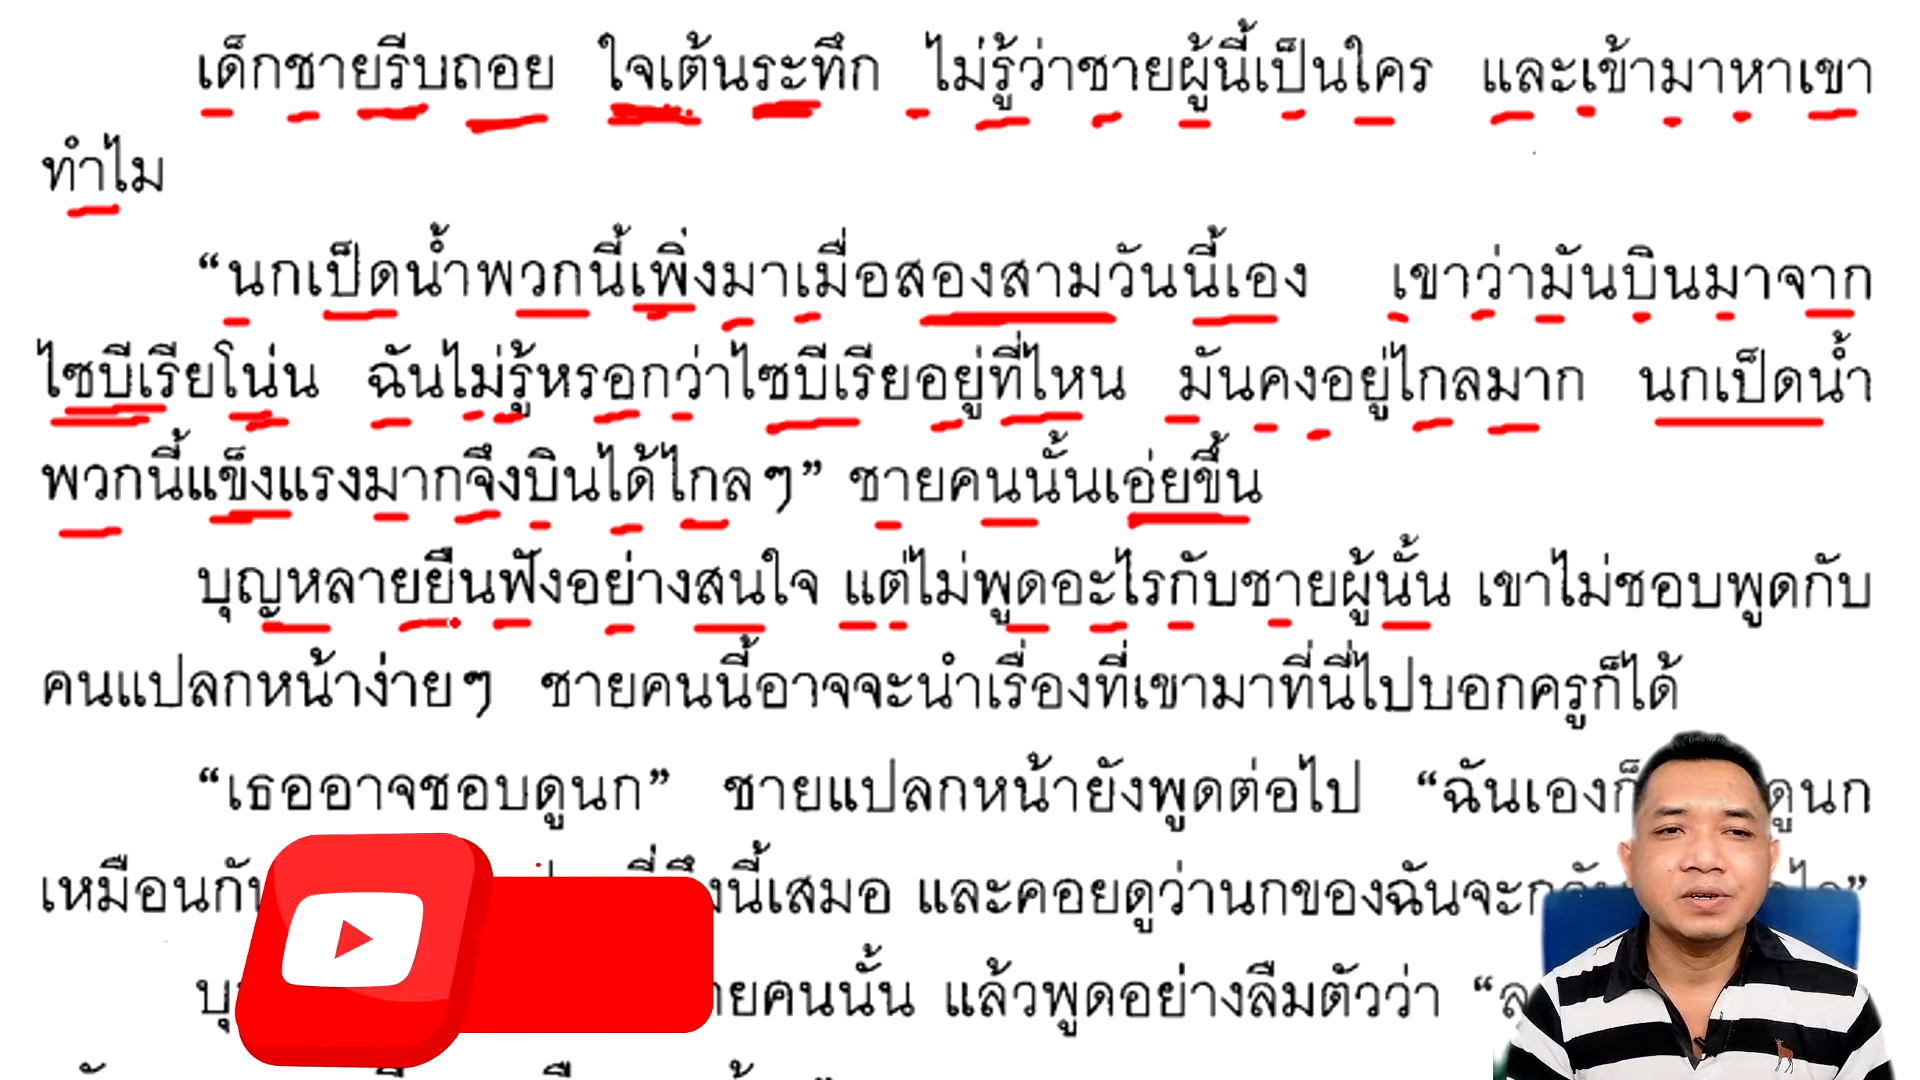 เด็กชายรีบถอย ใจเต้นระทึก ไม่รู้ว่าชายผู้นี้เป็นใคร และเข้ามาหาเขา
ทำไม
“นกเป็ดน้ำพวกนี้เพิ่งมาเมื่อสองสามวันนี้เอง เขาว่ามันบินมาจาก
ไซบีเรียโน่น ฉันไม่รู้หรอกว่าไซบีเรียอยู่ที่ไหน มันคงอยู่ไกลมาก นกเป็ดน้ำ
พวกนี้แข็งแรงมากจึงบินได้ไกลๆ” ชายคนนั้นเอ่ยขึ้น
บุญหลายยืนฟังอย่างสนใจ แต่ไม่พูดอะไรกับชายผู้นั้น เขาไม่ชอบพูดกับ
คนแปลกหน้าง่ายๆ ชายคนนี้อาจจะนำเรื่องที่เขามาที่นี่ไปบอกครูก็ได้
“เธออาจชอบดูนก” ชายแปลกหน้ายังพูดต่อไป “ฉันเองก็ ดูนก
เหมือนกัน นี้เสมอ และคอยดูว่านกของฉันจะ
คนนั้น แล้วพูดอย่างลืมตัวว่า